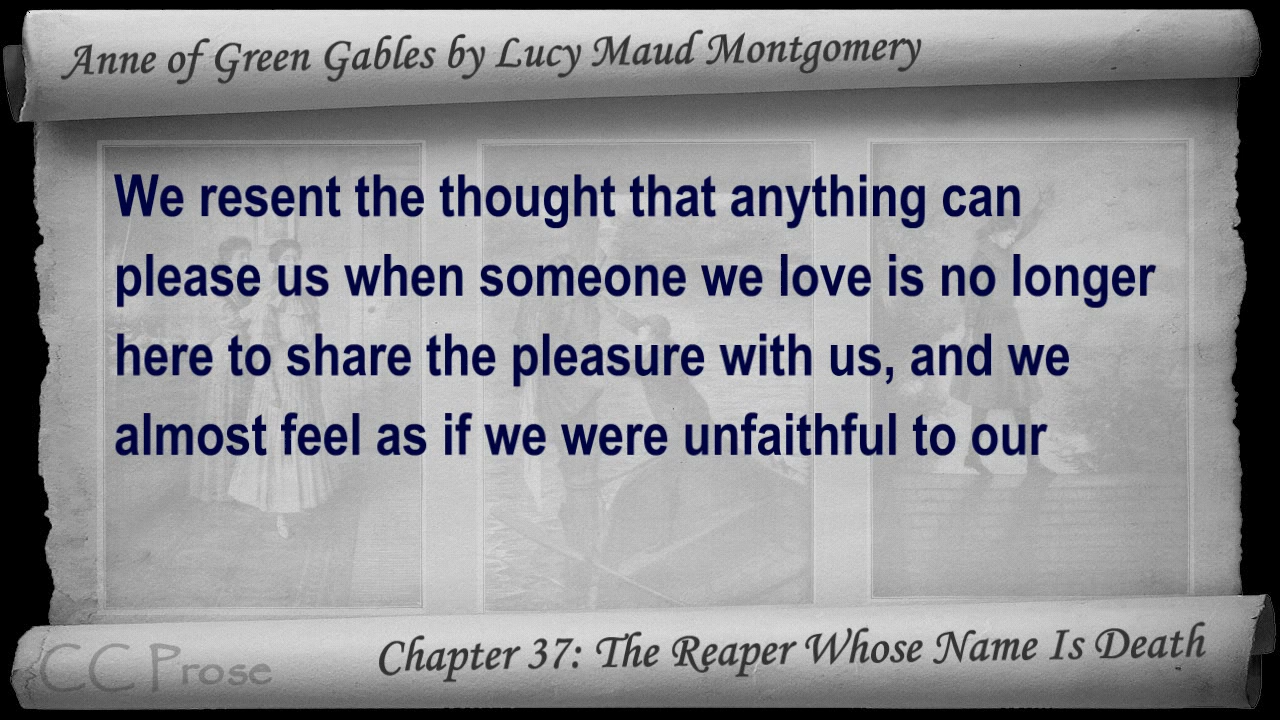 Anne of Green Gables by Lucy Maud Montgomery
We resent the thought that anything can
please us when someone we love is no longer
here to share the pleasure with us, and we
almost feel as if we were unfaithful to our
Chapter 37: The Reaper Whose Name Is Death
CC Prose